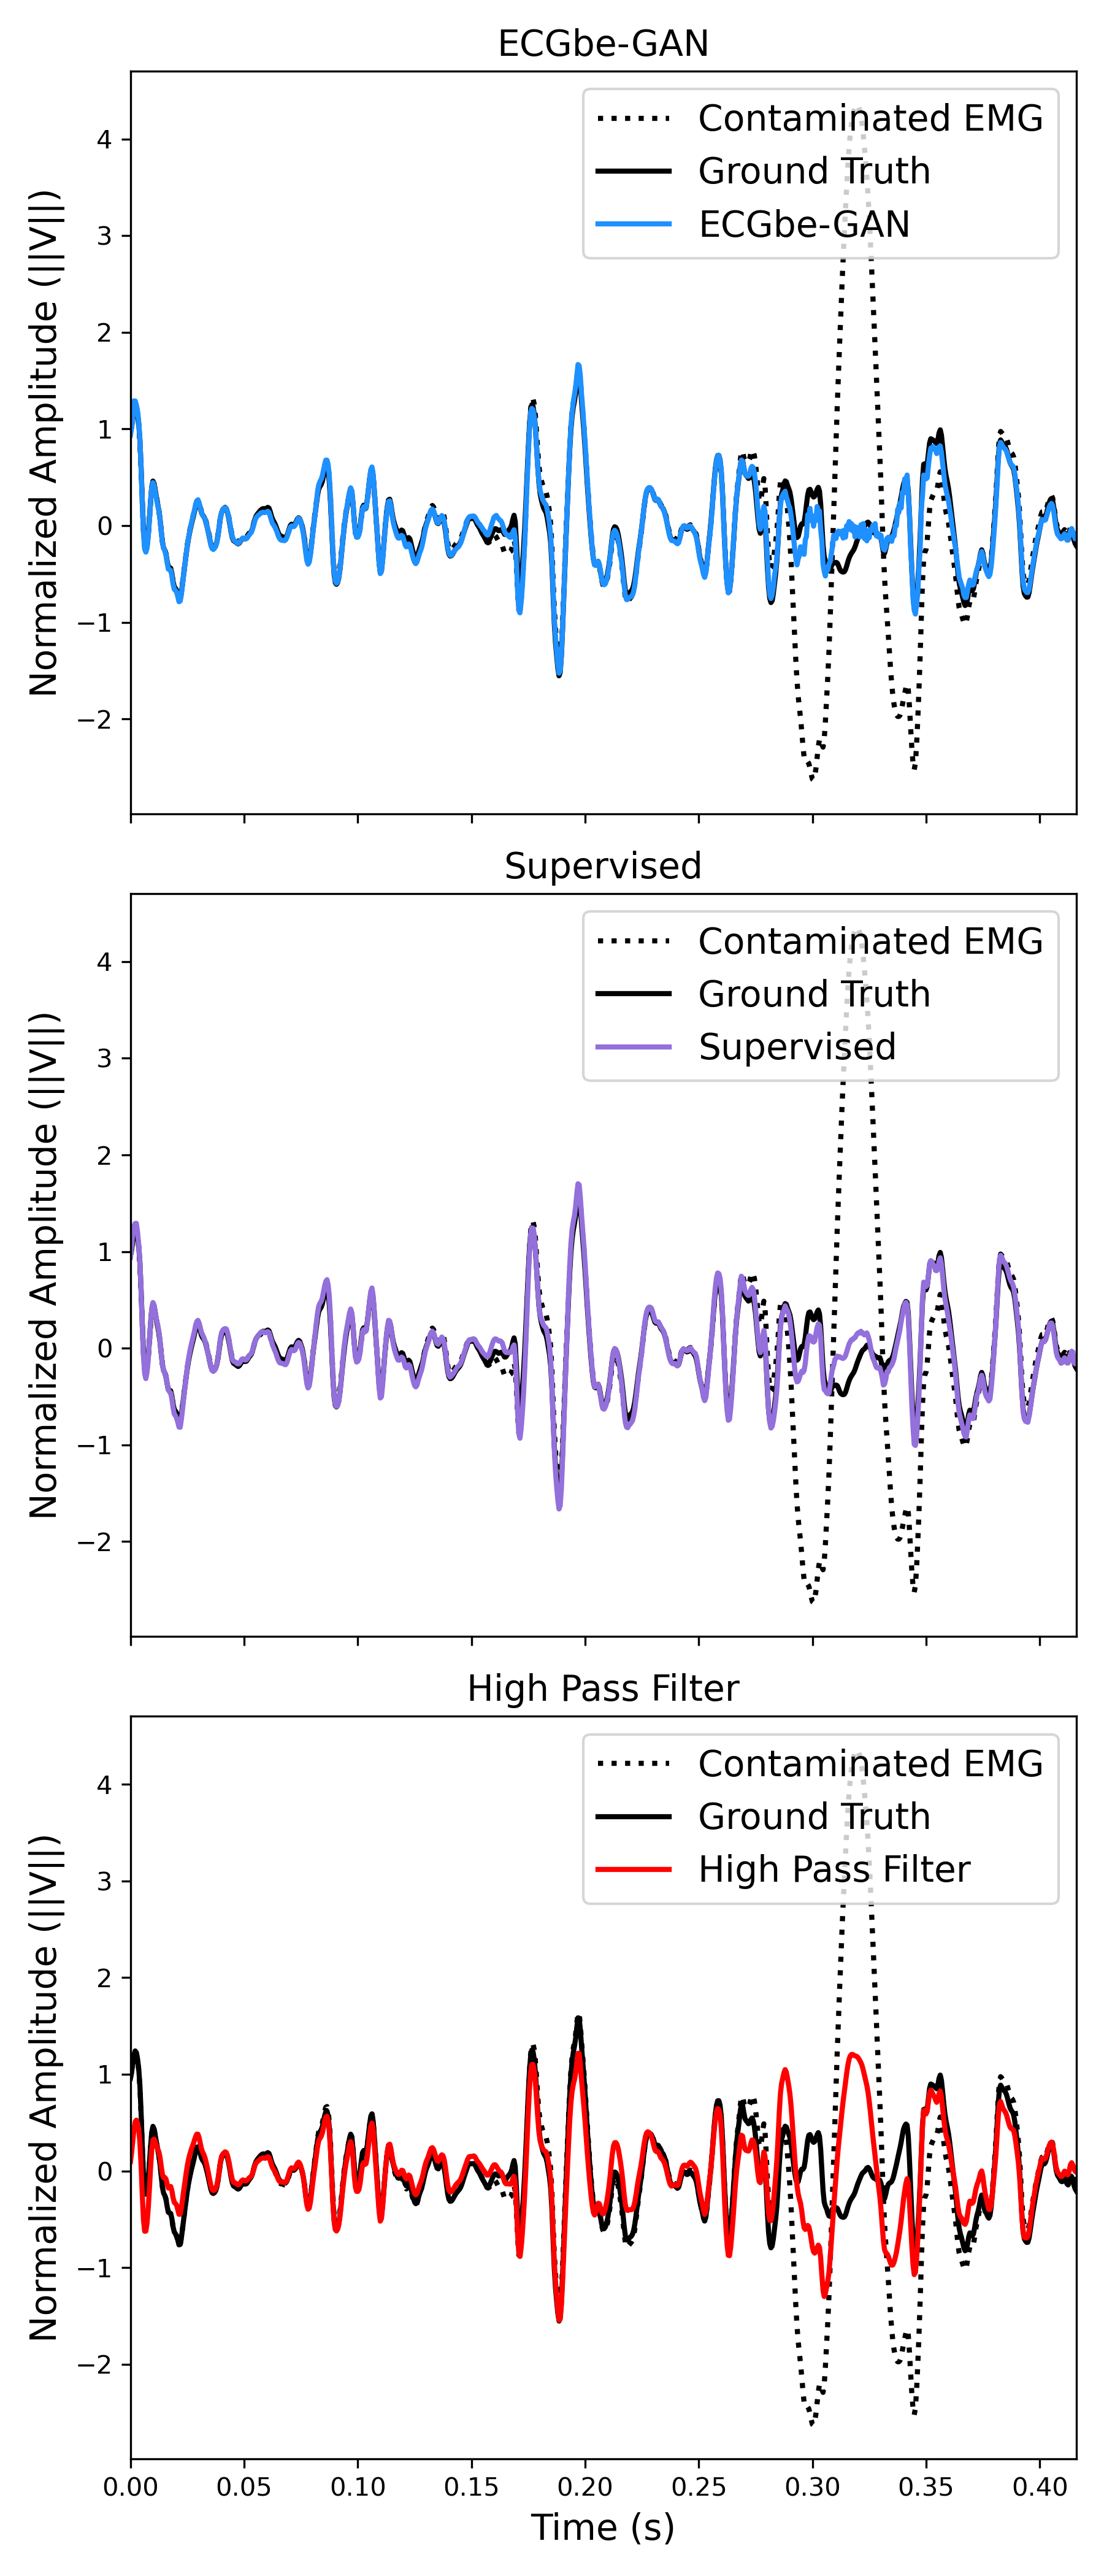 ECGbe-GAN
Contaminated EMG
Ground Truth
ECGbe-GAN
Normalized Amplitude (||V||)
4
3
2
1
0
−1
−2
Supervised
Contaminated EMG
Ground Truth
Supervised
Normalized Amplitude (||V||)
4
3
2
1
0
−1
−2
High Pass Filter
Contaminated EMG
Ground Truth
High Pass Filter
Normalized Amplitude (||V||)
4
3
2
1
0
−1
−2
0.00 0.05 0.10 0.15 0.20 0.25 0.30 0.35 0.40
Time (s)